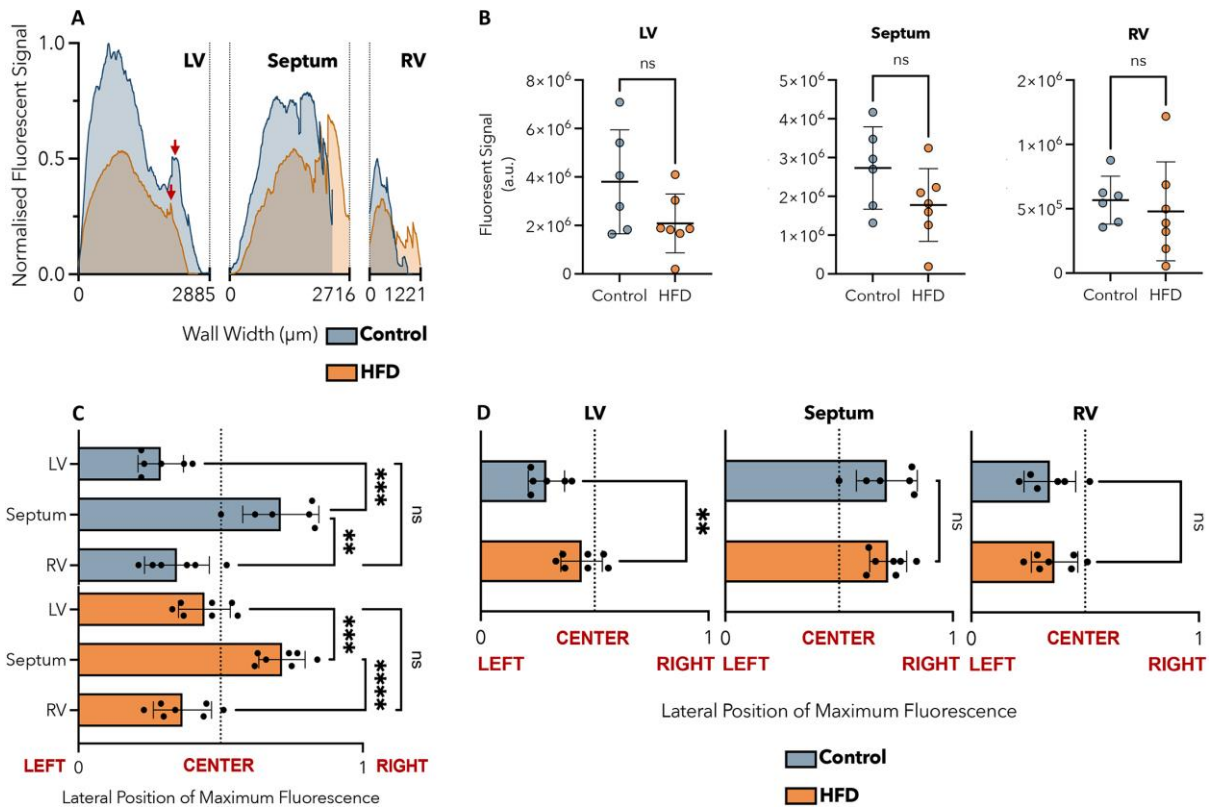 A
Normalised Fluorescent Signal
1.0
0.5
0.0
LV
Septum
RV
0 2885 0 2716 0 1221
Wall Width (µm)
Control
HFD
B
Fluoresent Signal
(a.u.)
LV
ns
8×10⁶
6×10⁶
4×10⁶
2×10⁶
0
Control HFD
Septum
ns
5×10⁶
4×10⁶
3×10⁶
2×10⁶
1×10⁶
0
Control HFD
RV
ns
2×10⁶
1×10⁶
5×10⁵
0
Control HFD
C
LV
Septum
RV
LV
Septum
RV
***
**
ns
***
****
ns
LEFT 0 CENTER 1 RIGHT
Lateral Position of Maximum Fluorescence
D
LV
**
0 1
LEFT CENTER RIGHT
Septum
ns
0 1
LEFT CENTER RIGHT
RV
ns
0 1
LEFT CENTER RIGHT
Lateral Position of Maximum Fluorescence
Control
HFD